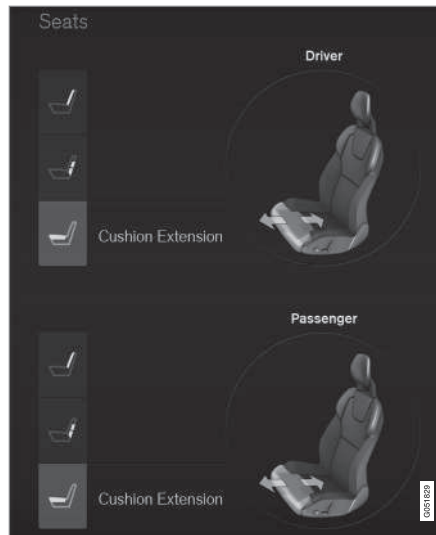 Seats
Driver
Cushion Extension
Passenger
Cushion Extension
G051829